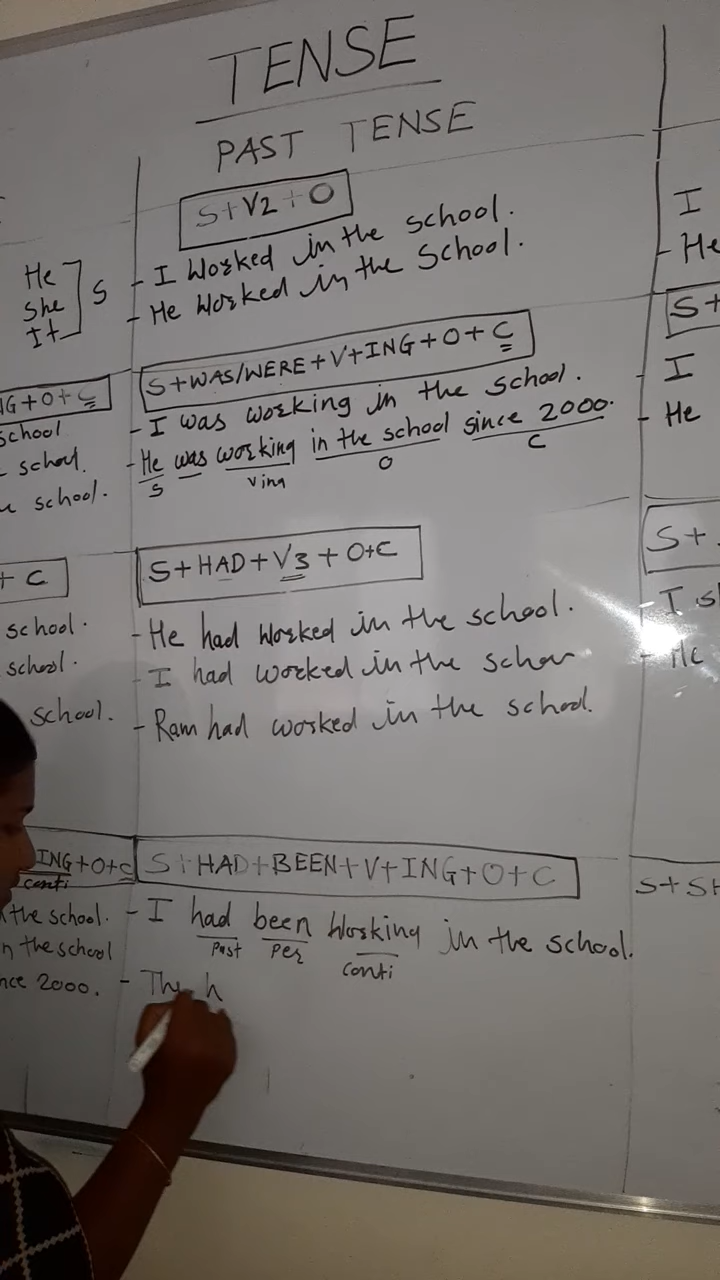 TENSE
PAST TENSE
S+V2+O
He
She
It
S
- I worked in the school.
- He worked in the School.
I
- He
S+WAS/WERE+V+ING+O+C
- I was working in the school.
- He was working in the school since 2000.
S
Ving
O
C
NG+O+C
school
school.
school.
S+
- I
- He
S+HAD+V3+O+C
- He had worked in the school.
- I had worked in the schoo
- Ram had worked in the school.
+ C
school.
school.
school.
S+
- I s
ING+O+C
conti
the school.
the school
2000.
S+HAD+BEEN+V+ING+O+C
- I had been working in the school.
Past
Per
Conti
- The h
S+SH